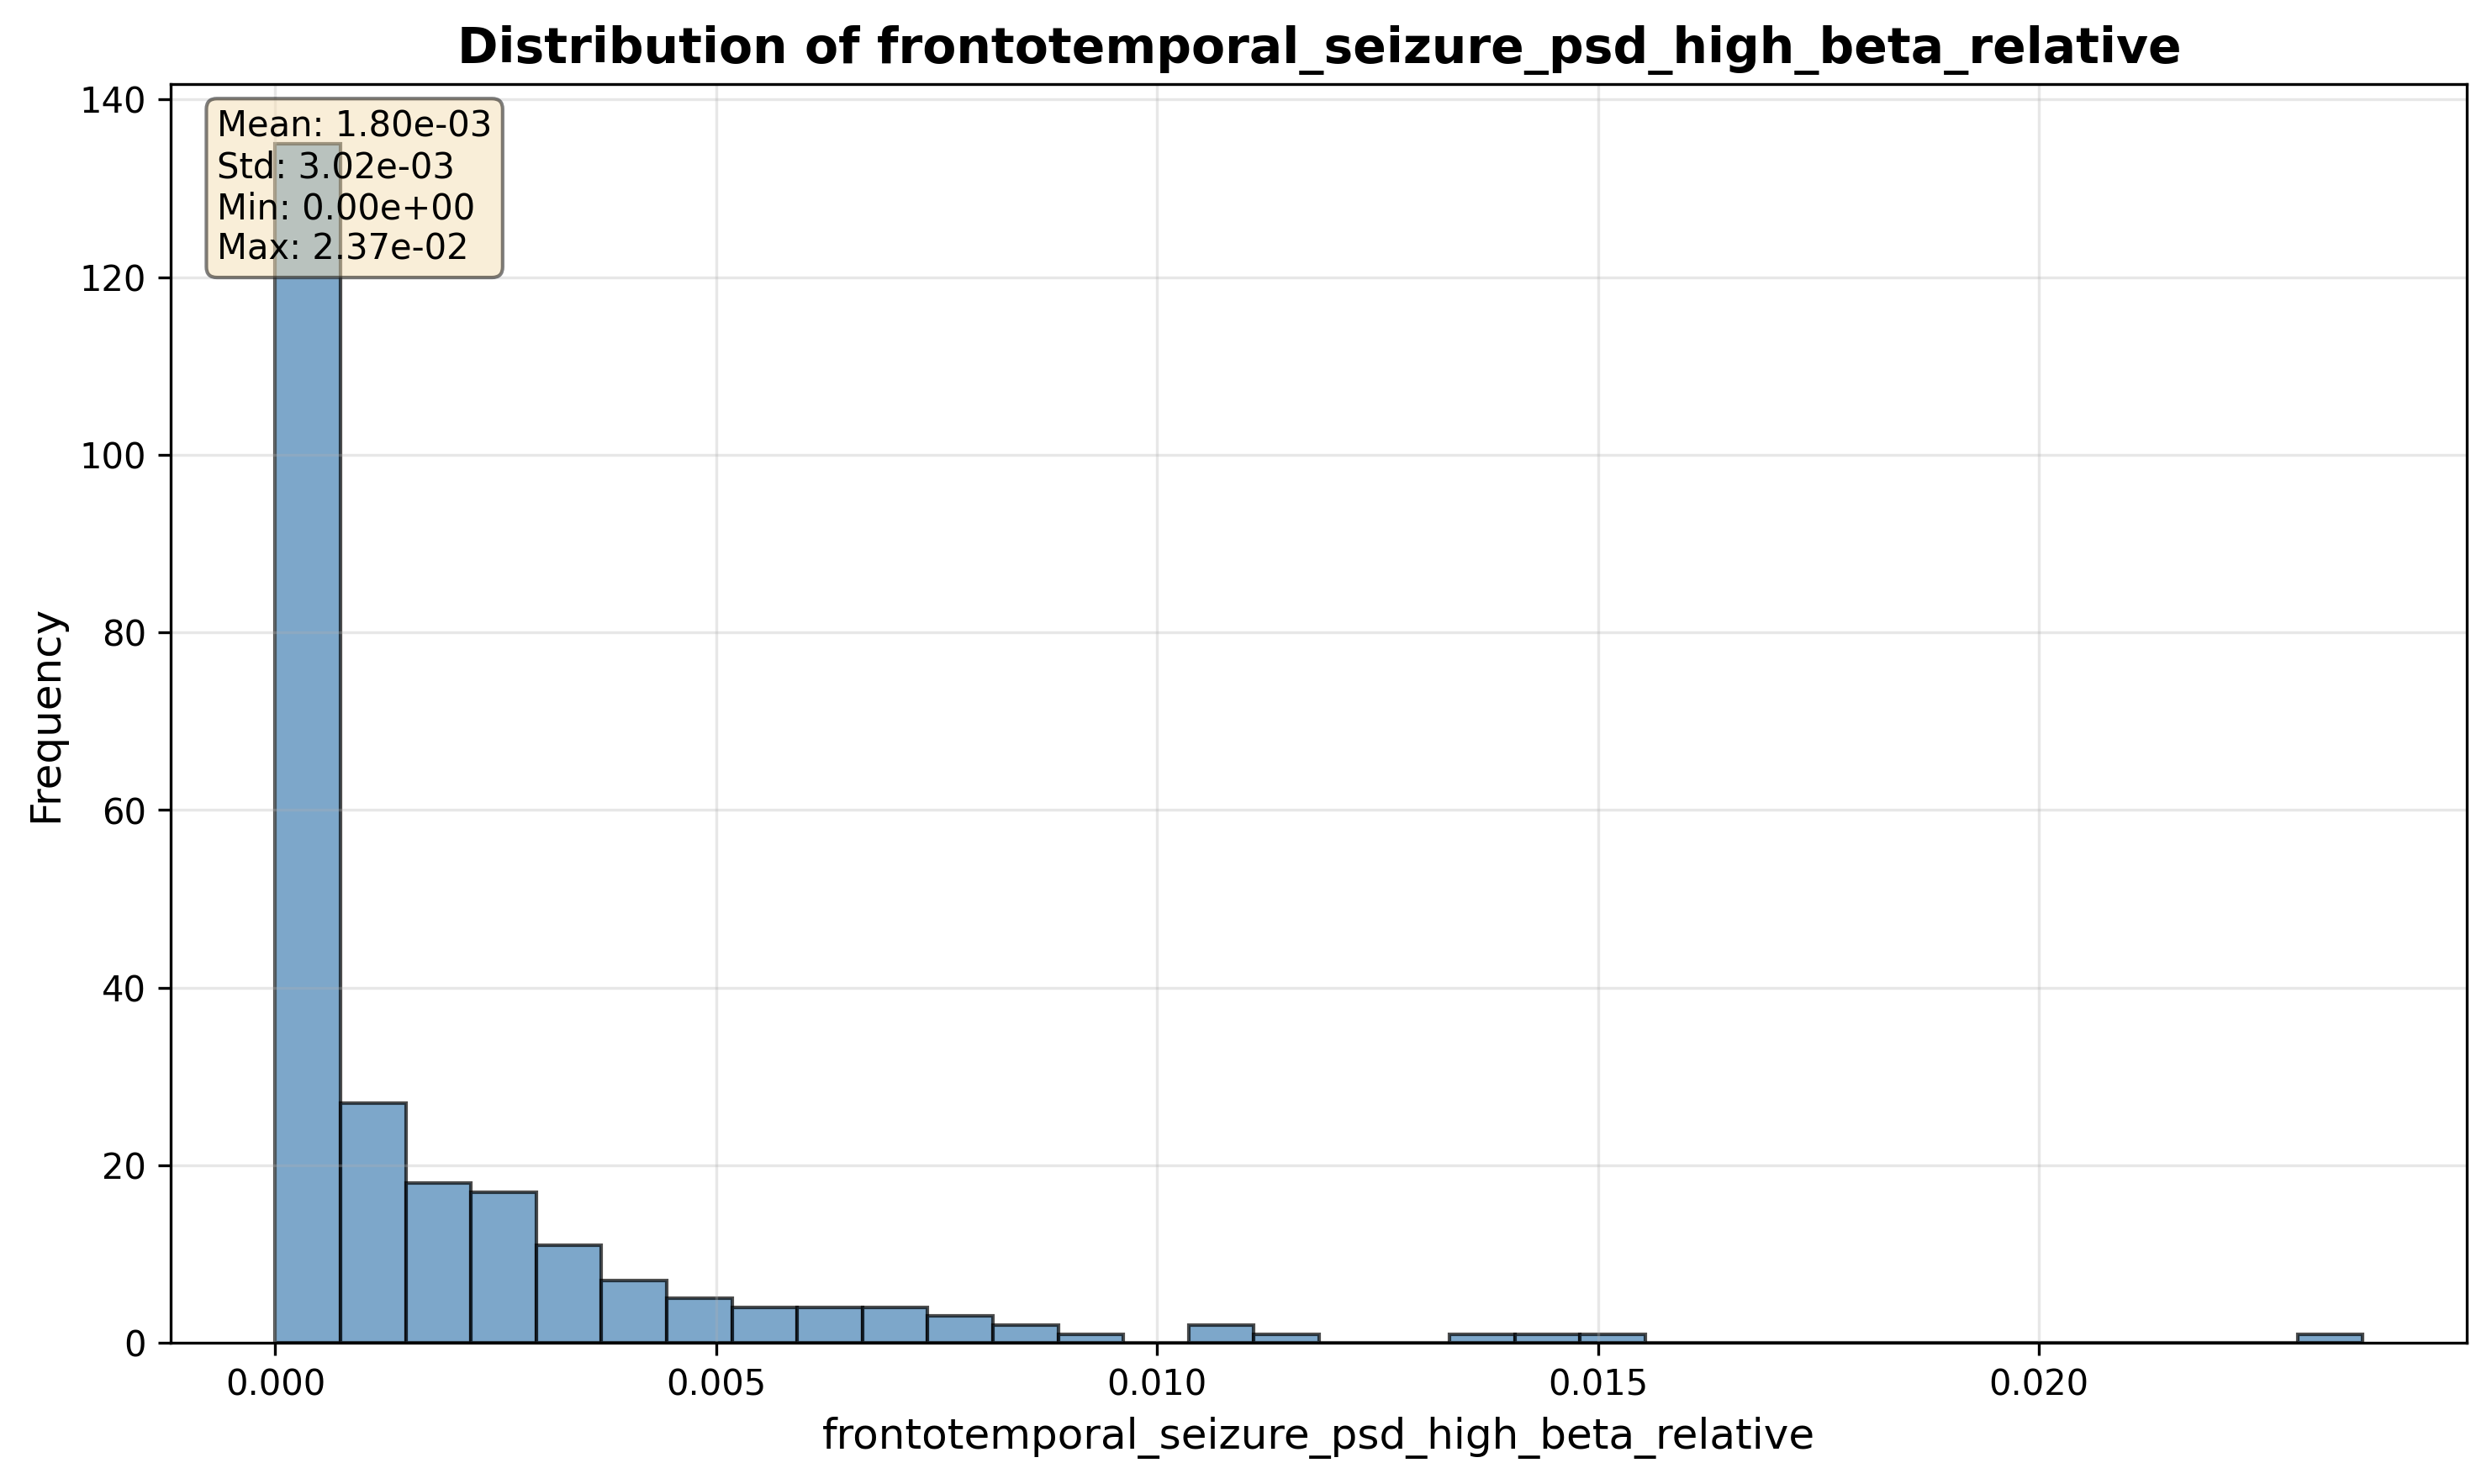 Distribution of frontotemporal_seizure_psd_high_beta_relative
140
120
100
80
60
40
20
0
Mean: 1.80e-03
Std: 3.02e-03
Min: 0.00e+00
Max: 2.37e-02
Frequency
0.000 0.005 0.010 0.015 0.020
frontotemporal_seizure_psd_high_beta_relative